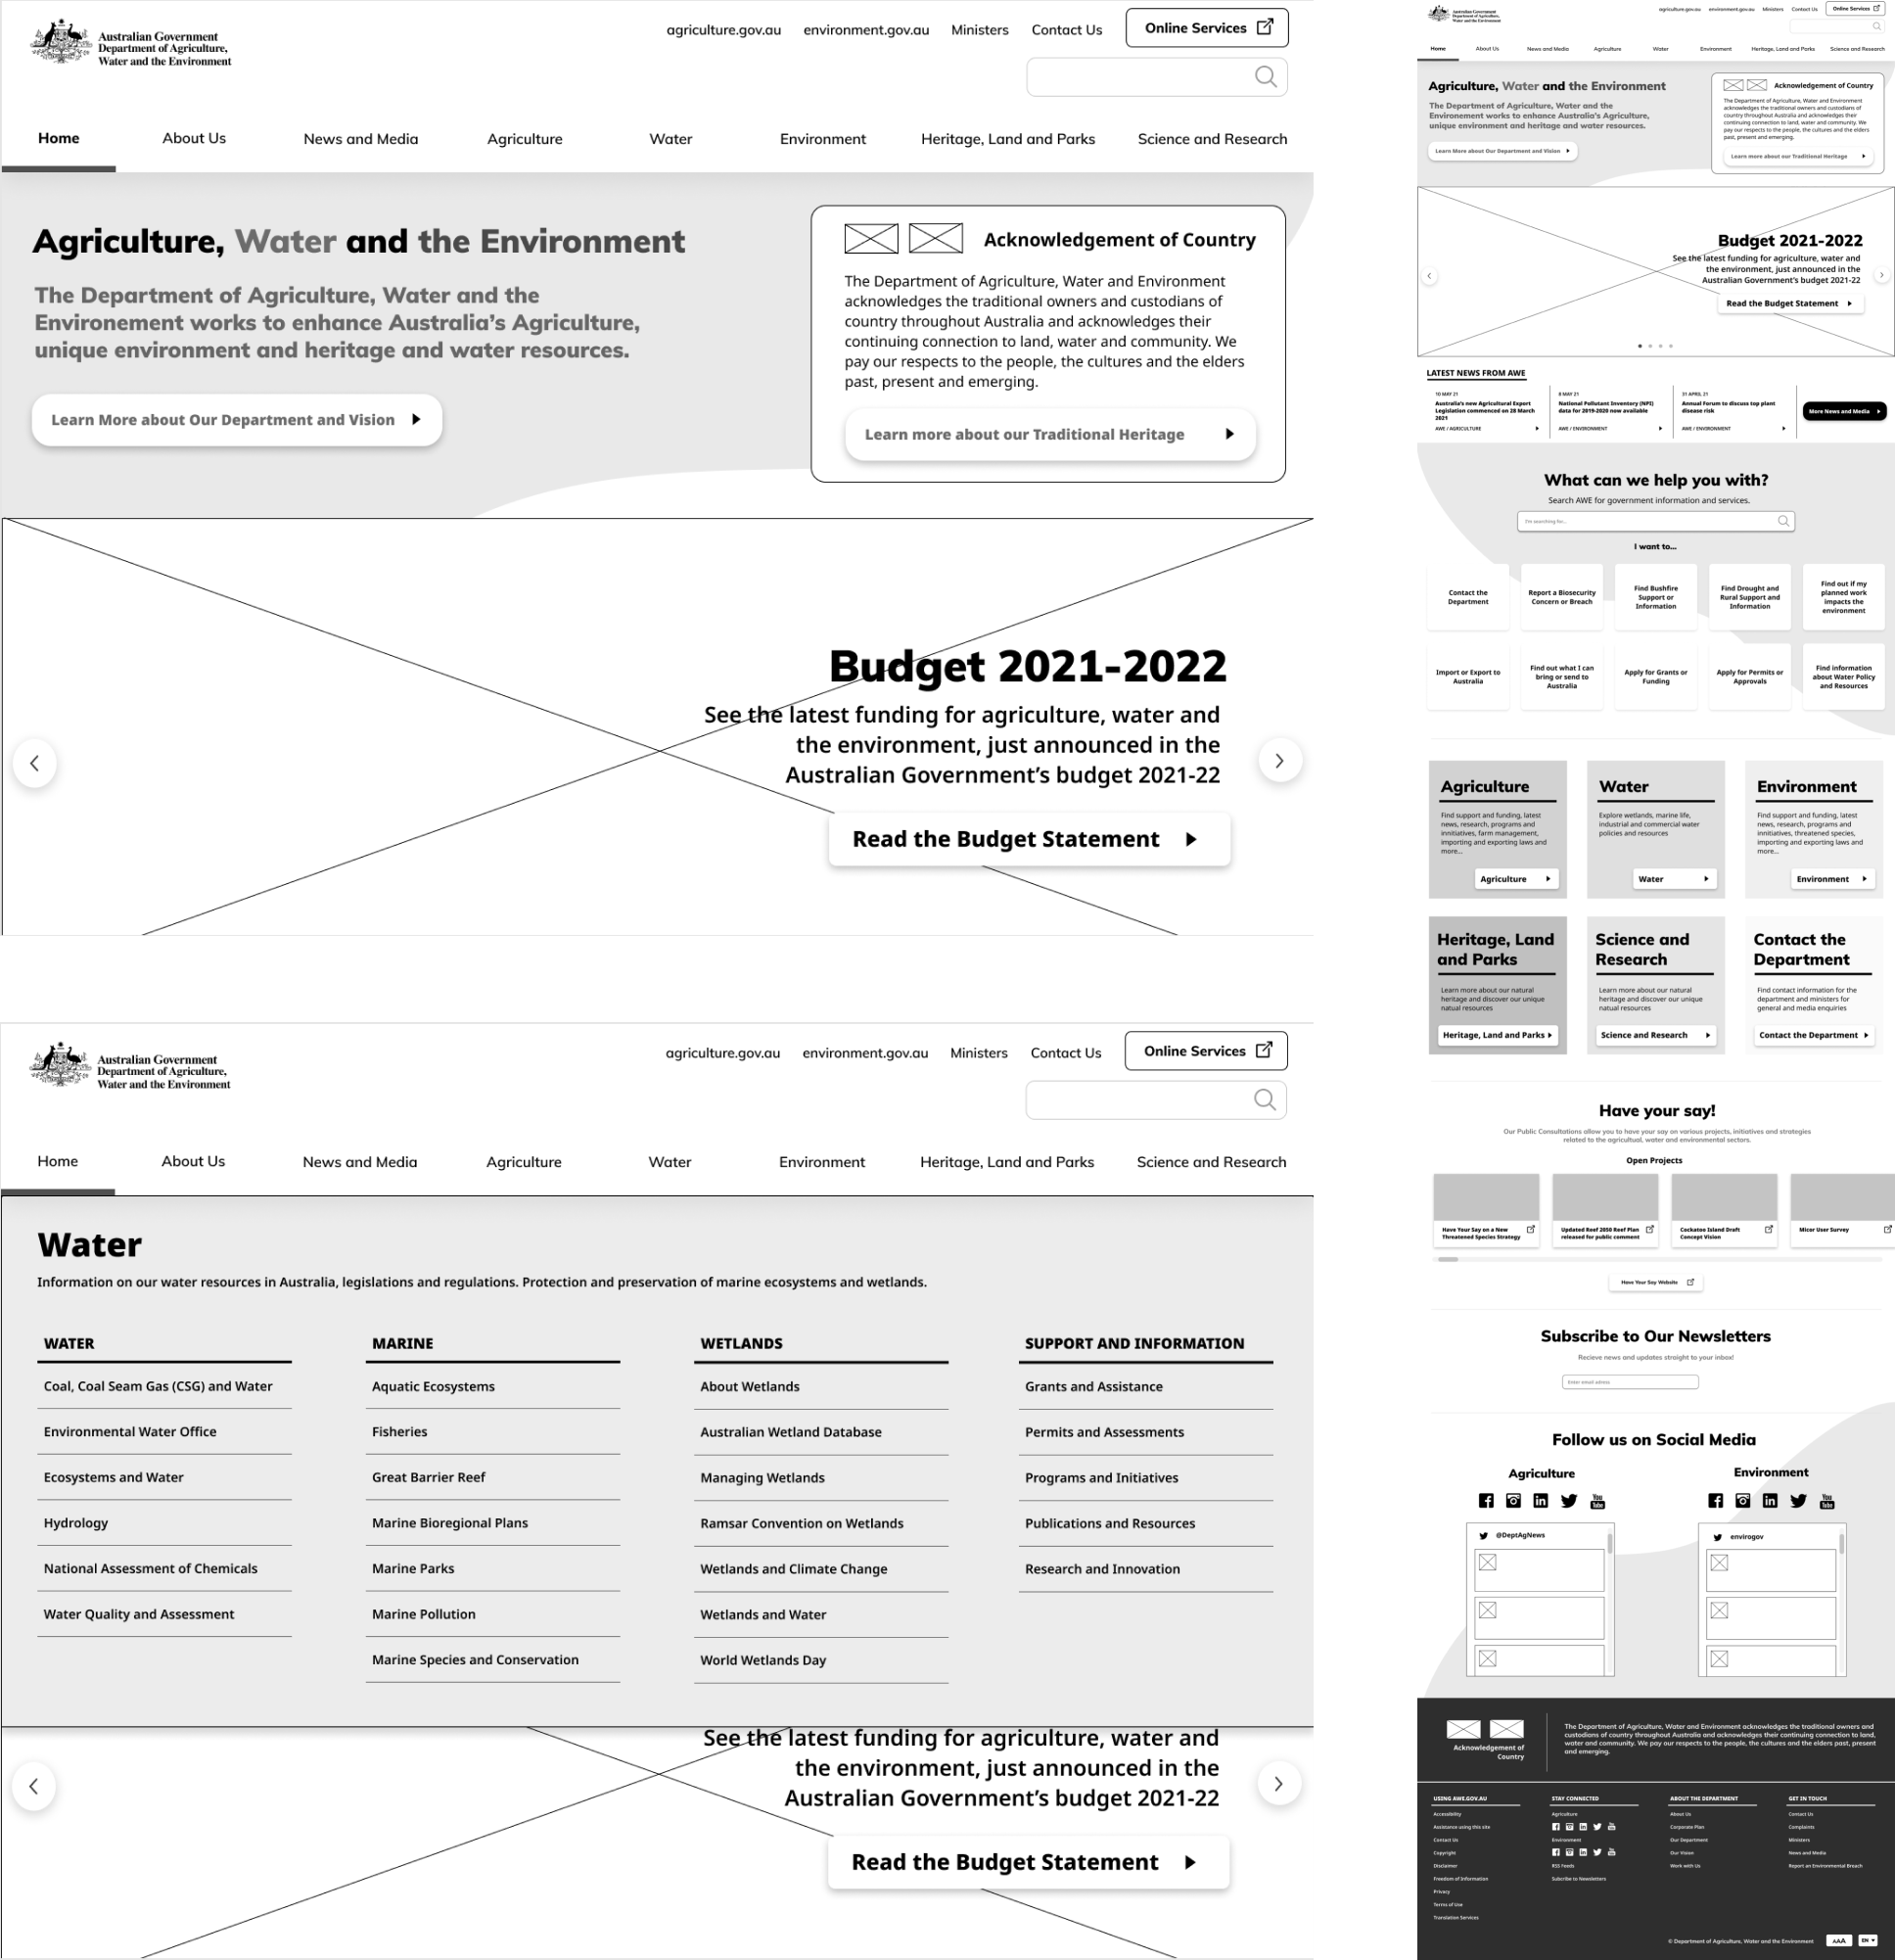 Australian Government
Department of Agriculture,
Water and the Environment
agriculture.gov.au
environment.gov.au
Ministers
Contact Us
Online Services
Home
About Us
News and Media
Agriculture
Water
Environment
Heritage, Land and Parks
Science and Research
Agriculture, Water and the Environment
The Department of Agriculture, Water and the
Environement works to enhance Australia’s Agriculture,
unique environment and heritage and water resources.
Learn More about Our Department and Vision
Acknowledgement of Country
The Department of Agriculture, Water and Environment
acknowledges the traditional owners and custodians of
country throughout Australia and acknowledges their
continuing connection to land, water and community. We
pay our respects to the people, the cultures and the elders
past, present and emerging.
Learn more about our Traditional Heritage
Budget 2021-2022
See the latest funding for agriculture, water and
the environment, just announced in the
Australian Government’s budget 2021-22
Read the Budget Statement
Australian Government
Department of Agriculture,
Water and the Environment
agriculture.gov.au
environment.gov.au
Ministers
Contact Us
Online Services
Home
About Us
News and Media
Agriculture
Water
Environment
Heritage, Land and Parks
Science and Research
Water
Information on our water resources in Australia, legislations and regulations. Protection and preservation of marine ecosystems and wetlands.
WATER
Coal, Coal Seam Gas (CSG) and Water
Environmental Water Office
Ecosystems and Water
Hydrology
National Assessment of Chemicals
Water Quality and Assessment
MARINE
Aquatic Ecosystems
Fisheries
Great Barrier Reef
Marine Bioregional Plans
Marine Parks
Marine Pollution
Marine Species and Conservation
WETLANDS
About Wetlands
Australian Wetland Database
Managing Wetlands
Ramsar Convention on Wetlands
Wetlands and Climate Change
Wetlands and Water
World Wetlands Day
SUPPORT AND INFORMATION
Grants and Assistance
Permits and Assessments
Programs and Initiatives
Publications and Resources
Research and Innovation
See the latest funding for agriculture, water and
the environment, just announced in the
Australian Government’s budget 2021-22
Read the Budget Statement
Australian Government
Department of Agriculture,
Water and the Environment
agriculture.gov.au
environment.gov.au
Ministers
Contact Us
Online Services
Home
About Us
News and Media
Agriculture
Water
Environment
Heritage, Land and Parks
Science and Research
Agriculture, Water and the Environment
The Department of Agriculture, Water and the
Environement works to enhance Australia’s Agriculture,
unique environment and heritage and water resources.
Learn More about Our Department and Vision
Acknowledgement of Country
The Department of Agriculture, Water and Environment
acknowledges the traditional owners and custodians of
country throughout Australia and acknowledges their
continuing connection to land, water and community. We
pay our respects to the people, the cultures and the elders
past, present and emerging.
Learn more about our Traditional Heritage
Budget 2021-2022
See the latest funding for agriculture, water and
the environment, just announced in the
Australian Government’s budget 2021-22
Read the Budget Statement
LATEST NEWS FROM AWE
10 MAY 21
Australia’s new Agricultural Export
Legislation commenced on 28 March
2021
AWE / AGRICULTURE
8 MAY 21
National Pollutant Inventory (NPI)
data for 2019-2020 now available
AWE / ENVIRONMENT
31 APRIL 21
Annual Forum to discuss top plant
disease risk
AWE / ENVIRONMENT
More News and Media
What can we help you with?
Search AWE for government information and services.
I'm searching for...
I want to...
Contact the
Department
Report a Biosecurity
Concern or Breach
Find Bushfire
Support or
Information
Find Drought and
Rural Support and
Information
Find out if my
planned work
impacts the
environment
Import or Export to
Australia
Find out what I can
bring or send to
Australia
Apply for Grants or
Funding
Apply for Permits or
Approvals
Find information
about Water Policy
and Resources
Agriculture
Find support and funding, latest
news, research, programs and
innitiatives, farm management,
importing and exporting laws and
more...
Agriculture
Water
Explore wetlands, marine life,
industrial and commercial water
policies and resources
Water
Environment
Find support and funding, latest
news, research, programs and
innitiatives, threatened species,
importing and exporting laws and
more...
Environment
Heritage, Land
and Parks
Learn more about our natural
heritage and discover our unique
natual resources
Heritage, Land and Parks
Science and
Research
Learn more about our natural
heritage and discover our unique
natual resources
Science and Research
Contact the
Department
Find contact information for the
department and ministers for
general and media enquiries
Contact the Department
Have your say!
Our Public Consultations allow you to have your say on various projects, initiatives and strategies
related to the agricultual, water and environmental sectors.
Open Projects
Have Your Say on a New
Threatened Species Strategy
Updated Reef 2050 Reef Plan
released for public comment
Cockatoo Island Draft
Concept Vision
Micor User Survey
Have Your Say Website
Subscribe to Our Newsletters
Recieve news and updates straight to your inbox!
Enter email adress
Follow us on Social Media
Agriculture
You
Tube
@DeptAgNews
Environment
You
Tube
envirogov
Acknowledgement of
Country
The Department of Agriculture, Water and Environment acknowledges the traditional owners and
custodians of country throughout Australia and acknowledges their continuing connection to land,
water and community. We pay our respects to the people, the cultures and the elders past, present
and emerging.
USING AWE.GOV.AU
Accessibility
Assistance using this site
Contact Us
Copyright
Disclaimer
Freedom of Information
Privacy
Terms of Use
Translation Services
STAY CONNECTED
Agriculture
Environment
RSS Feeds
Subcribe to Newsletters
ABOUT THE DEPARTMENT
About Us
Corporate Plan
Our Department
Our Vision
Work with Us
GET IN TOUCH
Contact Us
Complaints
Ministers
News and Media
Report an Environmental Breach
© Department of Agriculture, Water and the Environment
AAA
EN